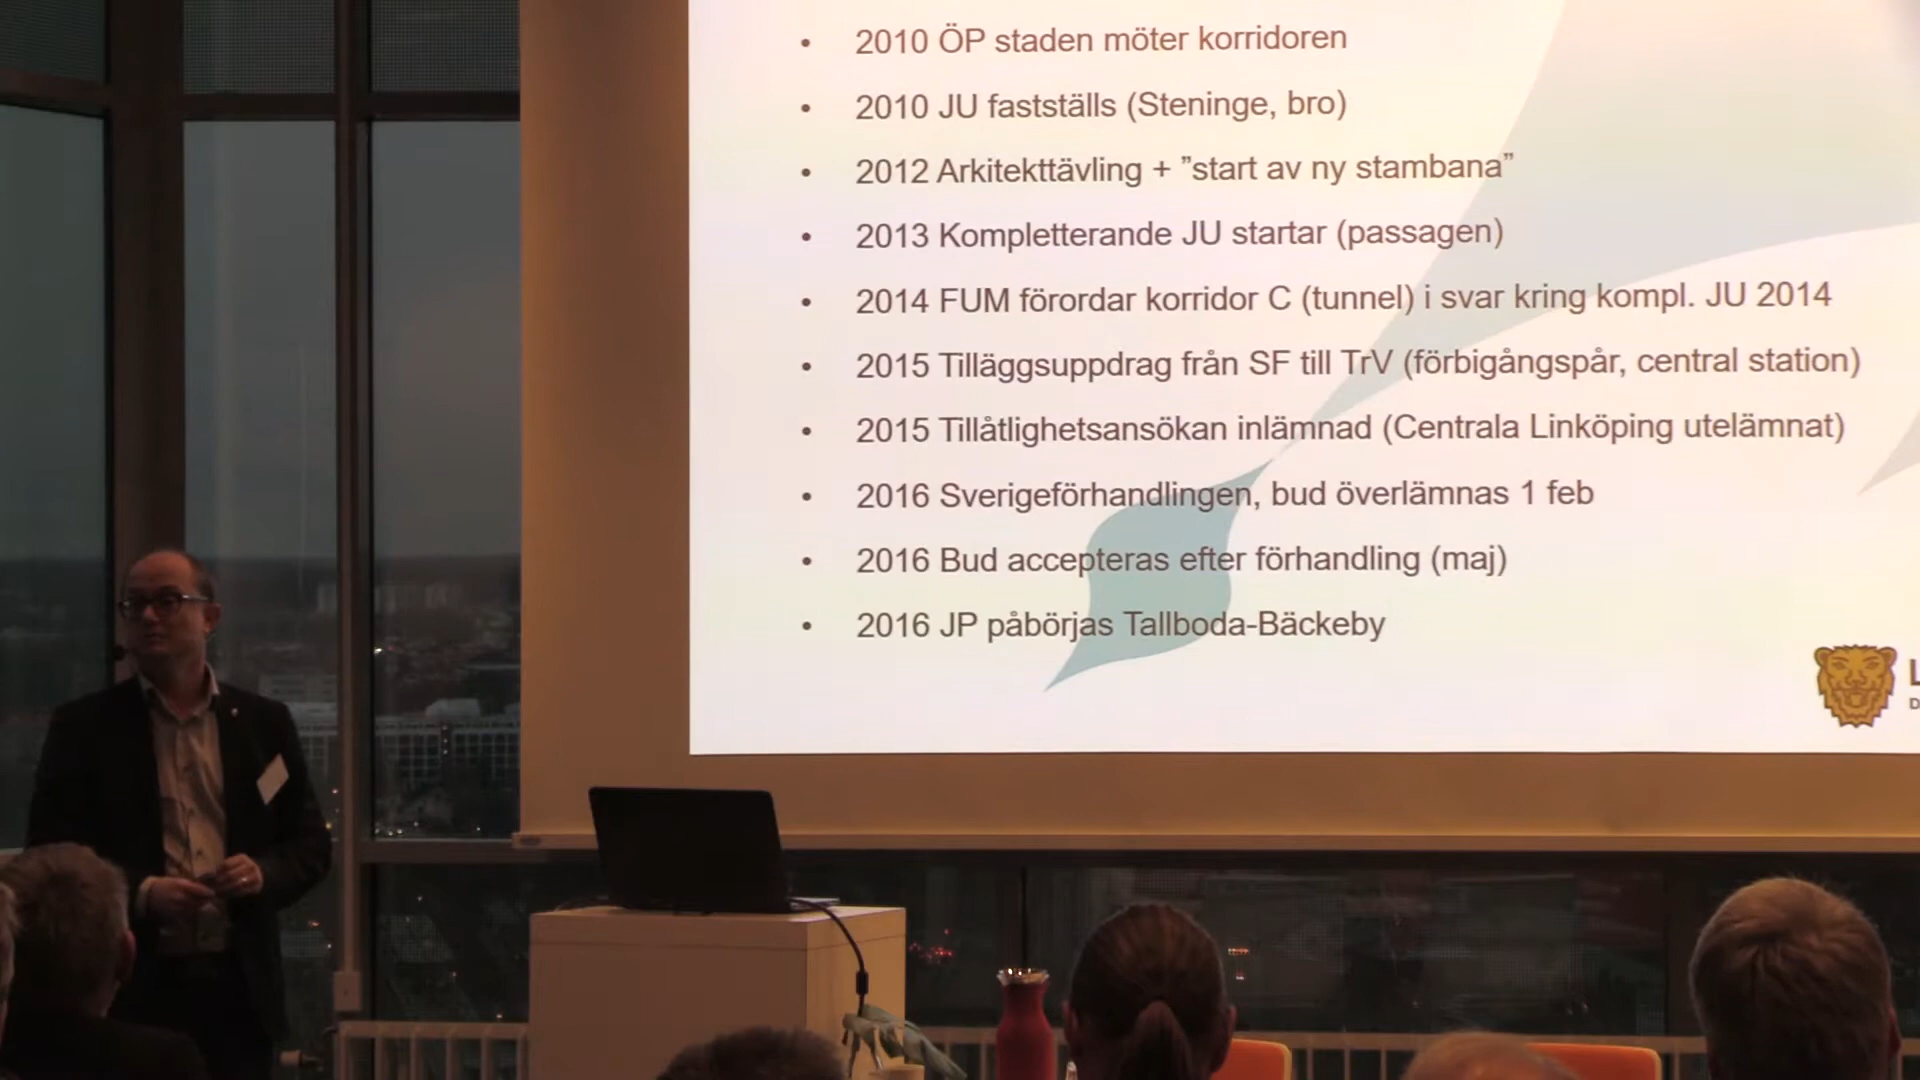 • 2010 ÖP staden möter korridoren
• 2010 JU fastställs (Steninge, bro)
• 2012 Arkitekttävling + ”start av ny stambana”
• 2013 Kompletterande JU startar (passagen)
• 2014 FUM förordar korridor C (tunnel) i svar kring kompl. JU 2014
• 2015 Tilläggsuppdrag från SF till TrV (förbigångspår, central station)
• 2015 Tillåtlighetsansökan inlämnad (Centrala Linköping utelämnat)
• 2016 Sverigeförhandlingen, bud överlämnas 1 feb
• 2016 Bud accepteras efter förhandling (maj)
• 2016 JP påbörjas Tallboda-Bäckeby